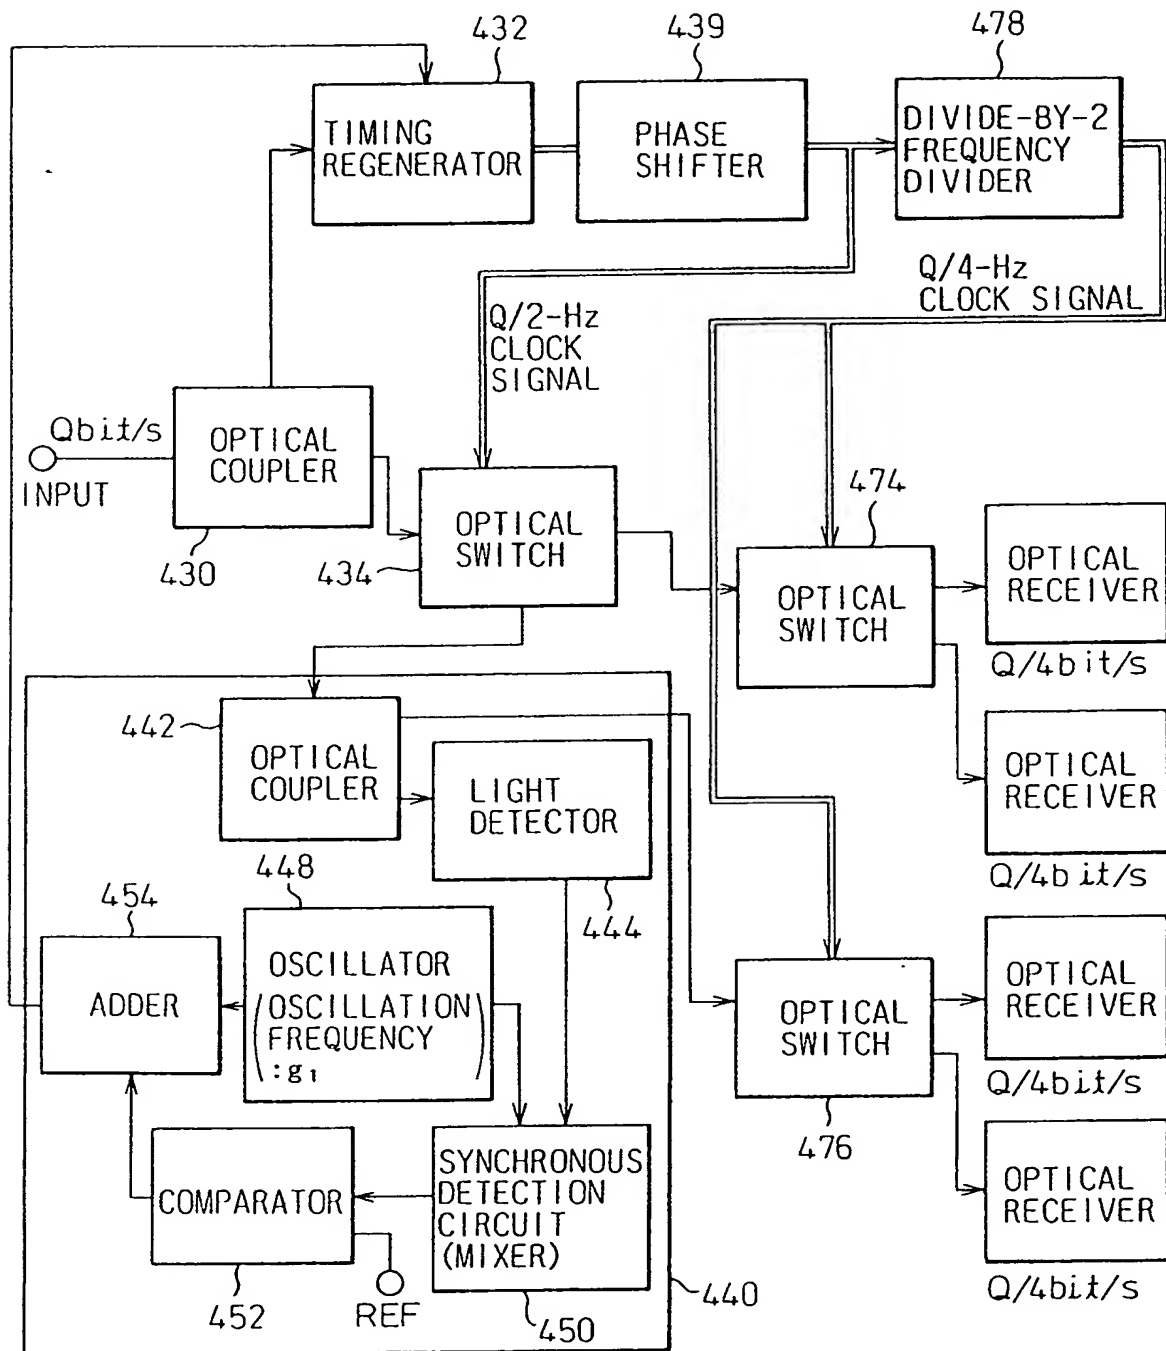 432
439
478
TIMING
REGENERATOR
PHASE
SHIFTER
DIVIDE-BY-2
FREQUENCY
DIVIDER
Q/4-Hz
CLOCK SIGNAL
Q/2-Hz
CLOCK
SIGNAL
Qbit/s
INPUT
OPTICAL
COUPLER
430
OPTICAL
SWITCH
434
474
OPTICAL
SWITCH
OPTICAL
RECEIVER
Q/4bit/s
OPTICAL
RECEIVER
Q/4bit/s
442
OPTICAL
COUPLER
LIGHT
DETECTOR
444
448
454
ADDER
OSCILLATOR
(OSCILLATION
FREQUENCY
:g1)
OPTICAL
SWITCH
476
OPTICAL
RECEIVER
Q/4bit/s
OPTICAL
RECEIVER
Q/4bit/s
COMPARATOR
452
REF
SYNCHRONOUS
DETECTION
CIRCUIT
(MIXER)
450
440